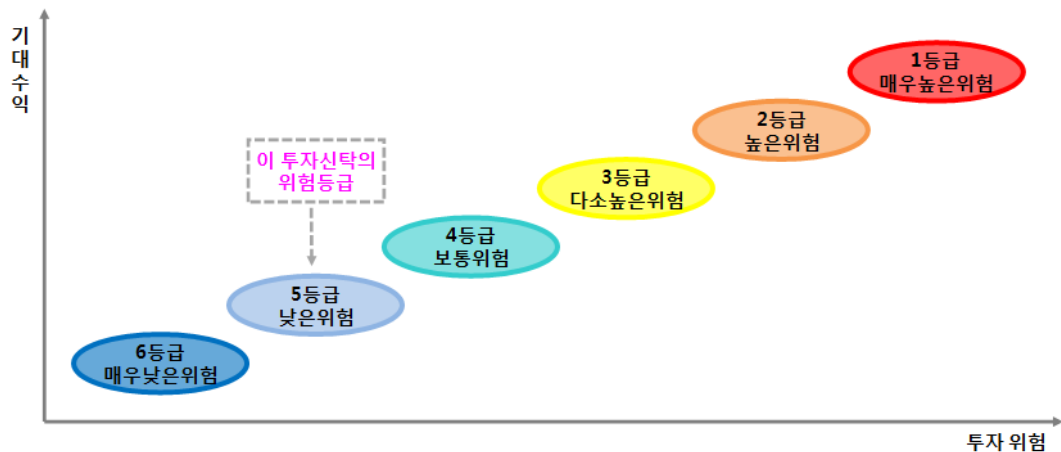 기
대
수
익
1등급
매우높은위험
2등급
높은위험
이 투자신탁의
위험등급
3등급
다소높은위험
4등급
보통위험
5등급
낮은위험
6등급
매우낮은위험
투자 위험